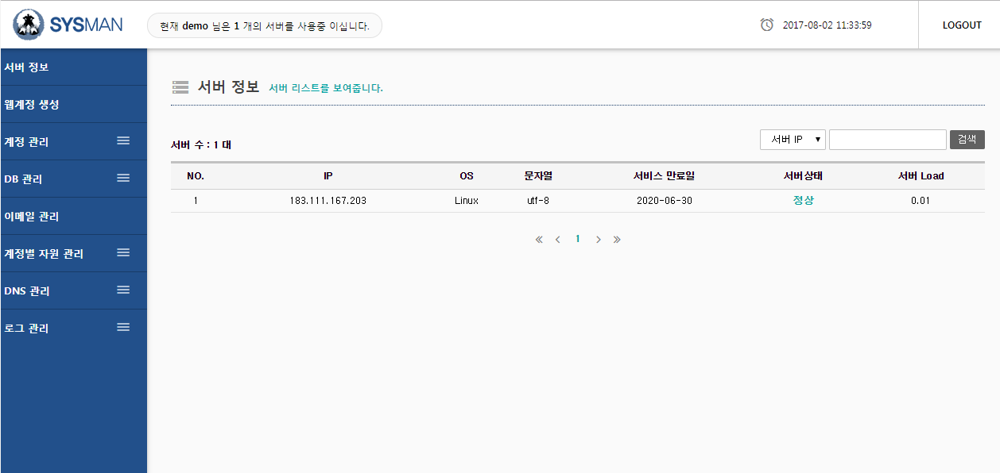 SYSMAN
현재 demo 님은 1 개의 서버를 사용중 이십니다.
2017-08-02 11:33:59
LOGOUT
서버 정보
웹계정 생성
계정 관리
DB 관리
이메일 관리
계정별 자원 관리
DNS 관리
로그 관리
서버 정보 서버 리스트를 보여줍니다.
서버 수 : 1 대
서버 IP ▼ 검색
NO. IP OS 문자열 서비스 만료일 서버상태 서버 Load
1 183.111.167.203 Linux utf-8 2020-06-30 정상 0.01
« ‹ 1 › »